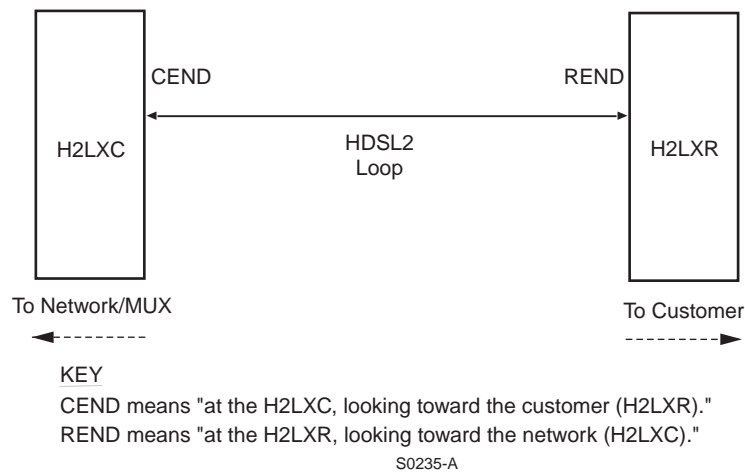 CEND
REND
H2LXC
HDSL2
Loop
H2LXR
To Network/MUX
To Customer
KEY
CEND means "at the H2LXC, looking toward the customer (H2LXR)."
REND means "at the H2LXR, looking toward the network (H2LXC)."
S0235-A